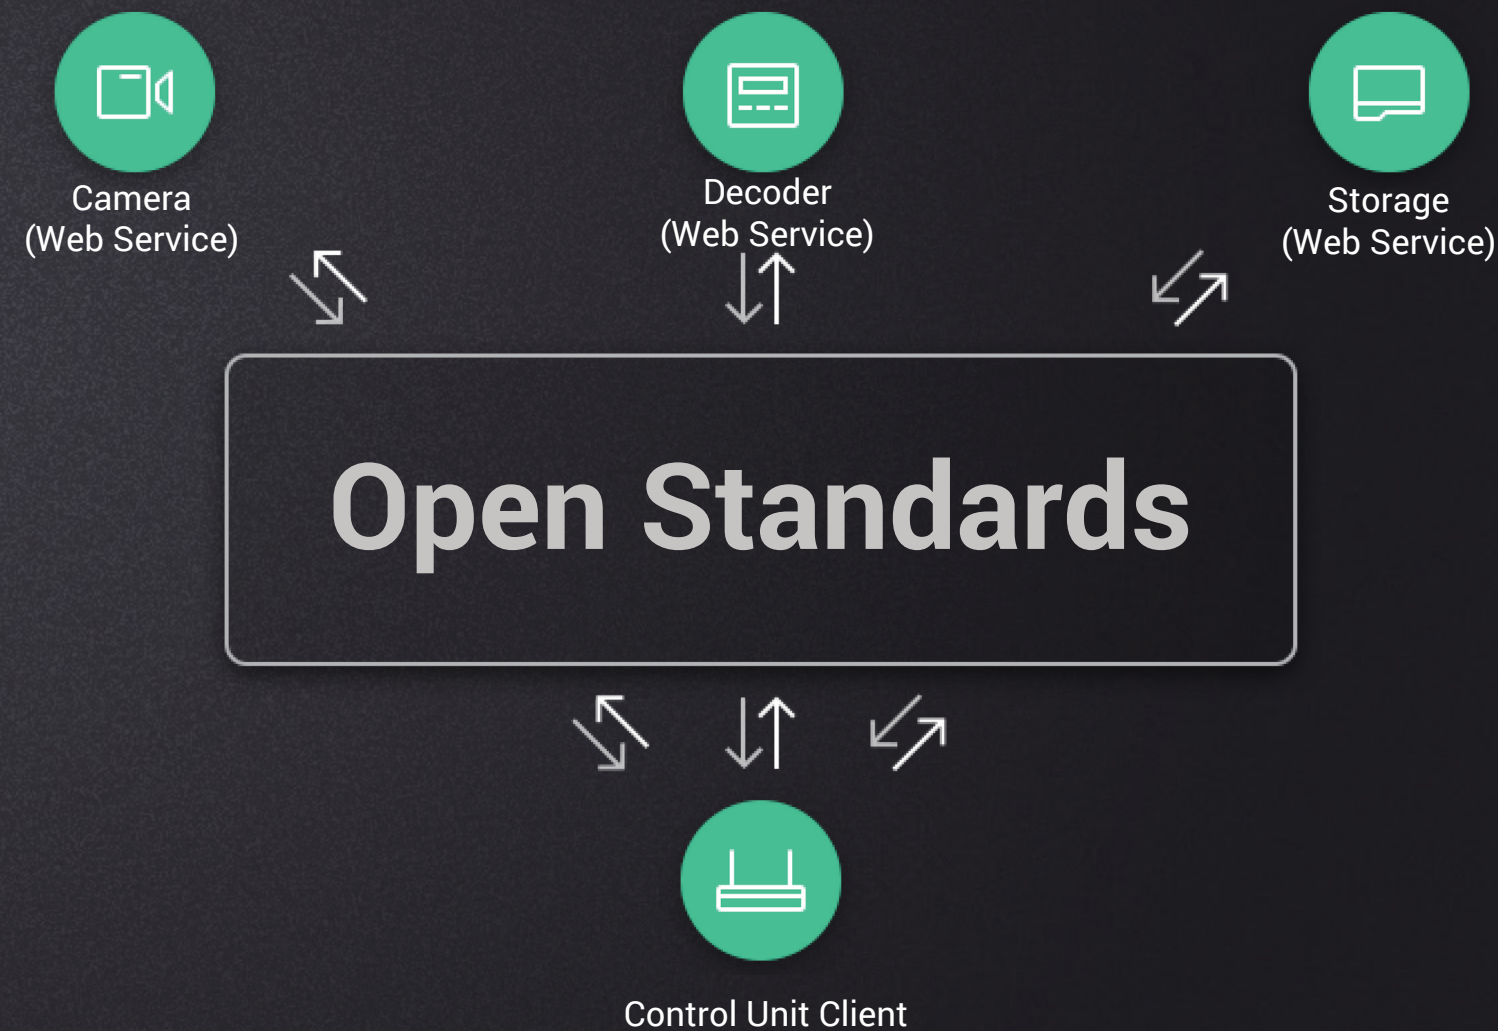 Camera
(Web Service)
Decoder
(Web Service)
Storage
(Web Service)
Open Standards
Control Unit Client